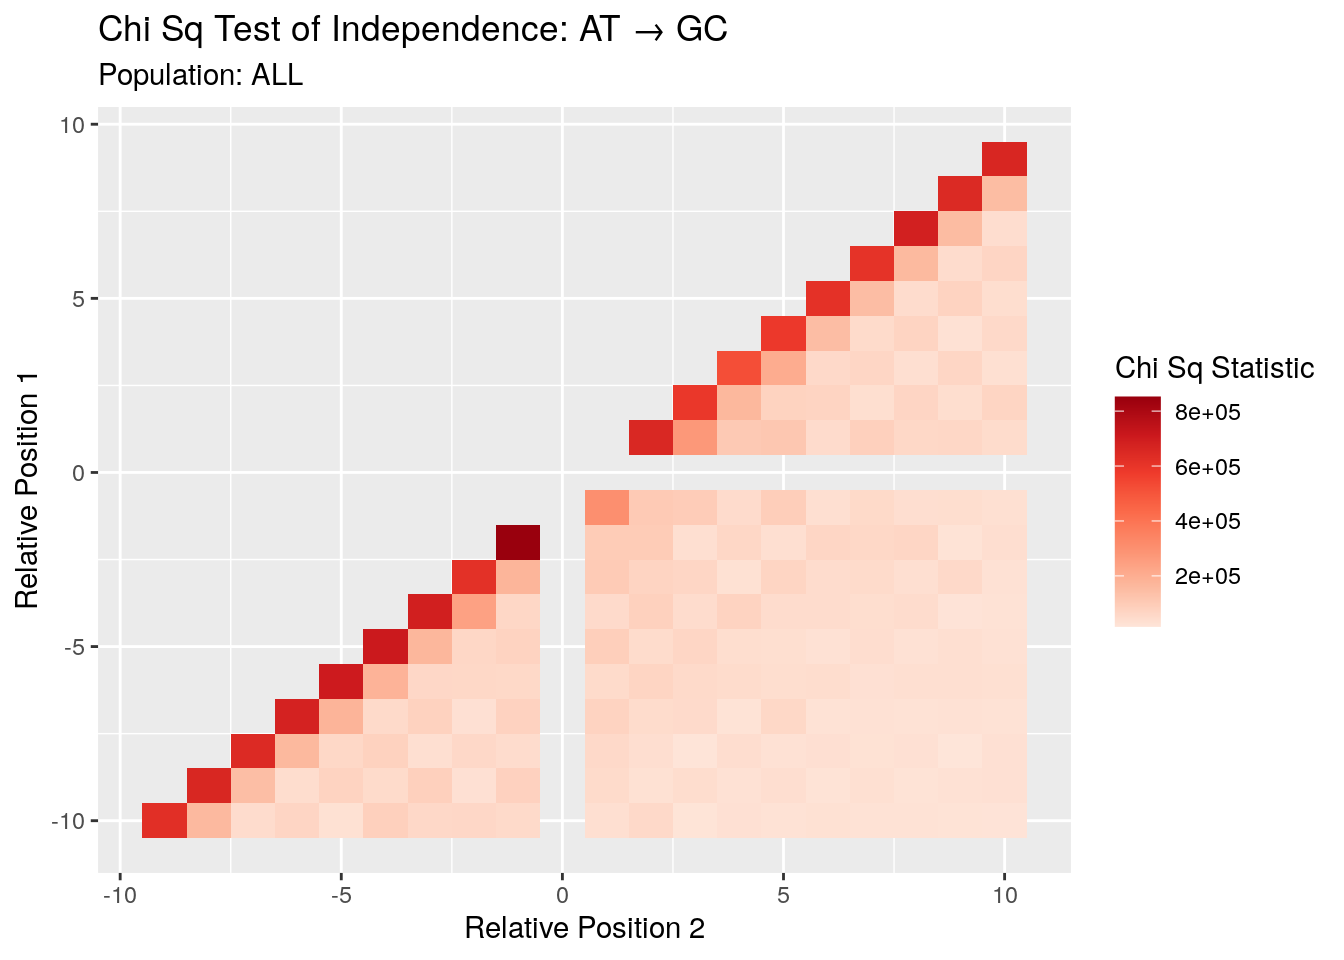 Chi Sq Test of Independence: AT → GC
Population: ALL
10
5
0
-5
-10
Relative Position 1
-10
-5
0
5
10
Relative Position 2
Chi Sq Statistic
8e+05
6e+05
4e+05
2e+05